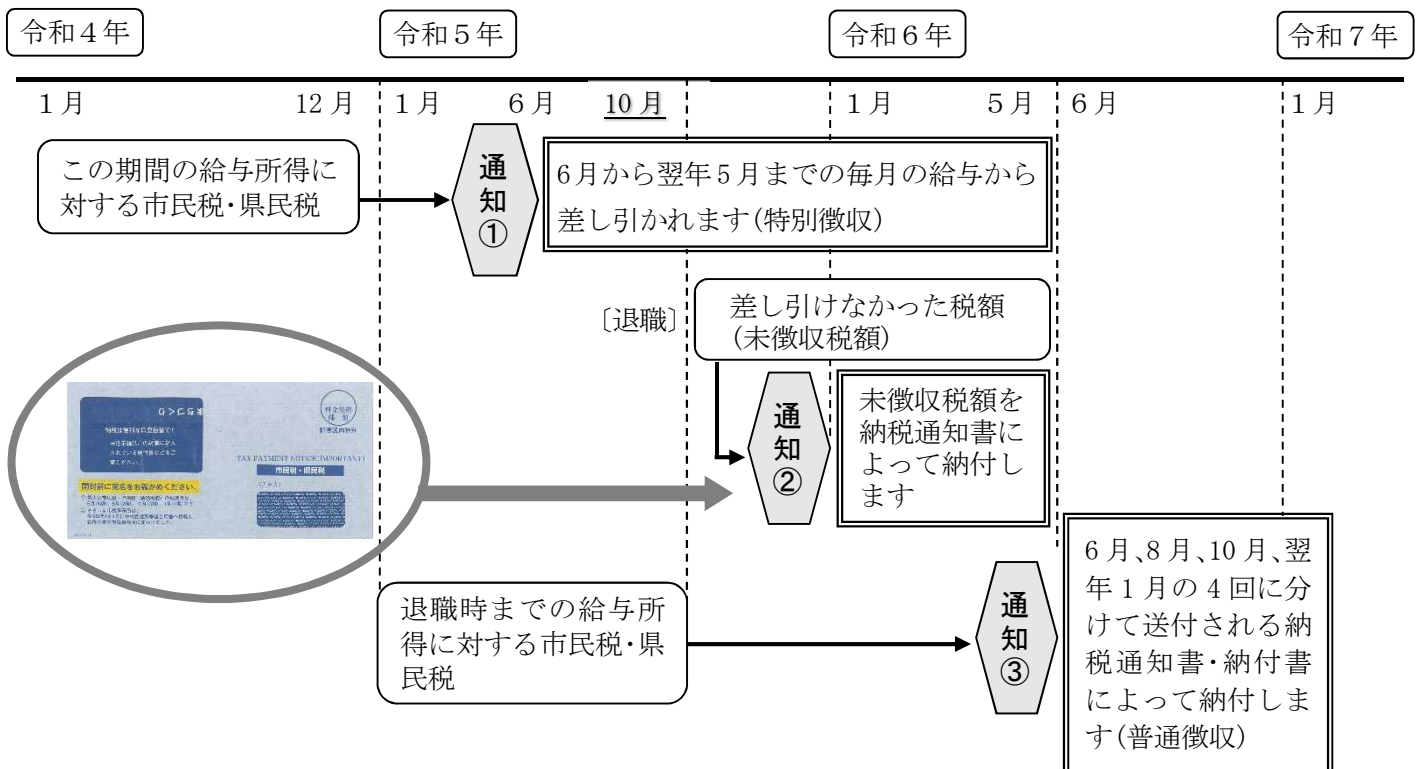 令和４年
令和５年
令和６年
令和７年
１月
12月
１月
６月
10月
１月
５月
６月
１月
この期間の給与所得に
対する市民税・県民税
通知①
6月から翌年5月までの毎月の給与から
差し引かれます(特別徴収)
〔退職〕
差し引けなかった税額
(未徴収税額)
通知②
未徴収税額を
納税通知書に
よって納付し
ます
TAX PAYMENT NOTICE(IMPORTANT)
市民税・県民税
開封前に宛名をお確かめください。
退職時までの給与所
得に対する市民税・県
民税
通知③
6月、8月、10月、翌
年1月の4回に分
けて送付される納
税通知書・納付書
によって納付しま
す(普通徴収)